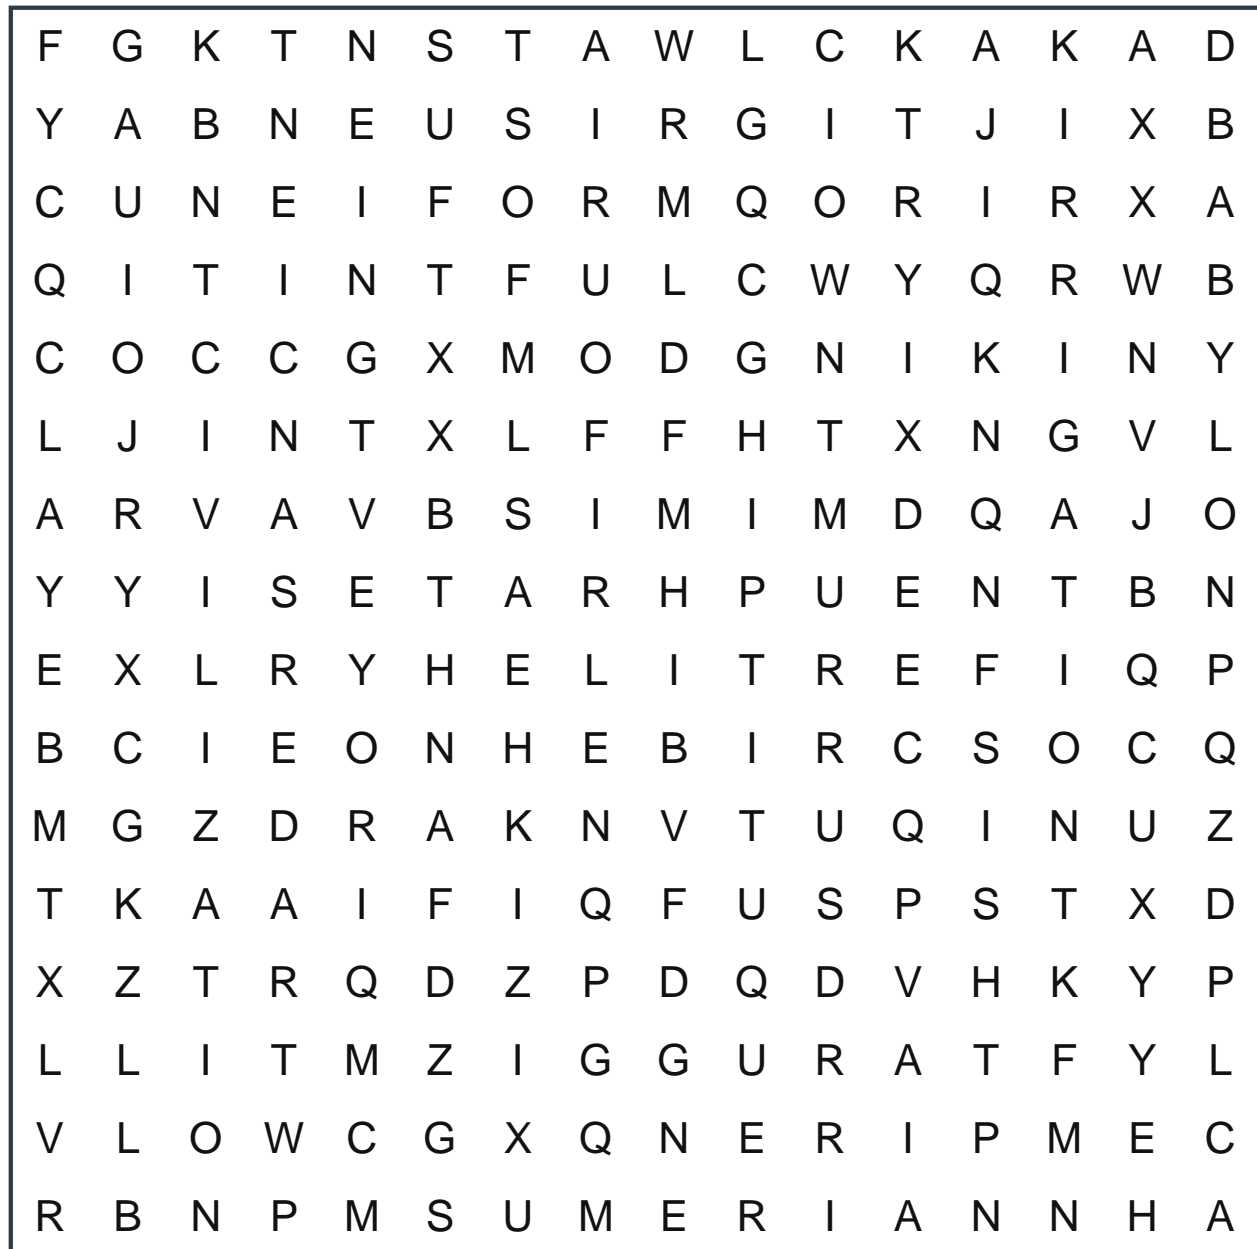 F G K T N S T A W L C K A K A D
Y A B N E U S I R G I T J I X B
C U N E I F O R M Q O R I R X A
Q I T I N T F U L C W Y Q R W B
C O C C G X M O D G N I K I N Y
L J I N T X L F F H T X N G V L
A R V A V B S I M I M D Q A J O
Y Y I S E T A R H P U E N T B N
E X L R Y H E L I T R E F I Q P
B C I E O N H E B I R C S O C Q
M G Z D R A K N V T U Q I N U Z
T K A A I F I Q F U S P S T X D
X Z T R Q D Z P D Q D V H K Y P
L L I T M Z I G G U R A T F Y L
V L O W C G X Q N E R I P M E C
R B N P M S U M E R I A N N H A